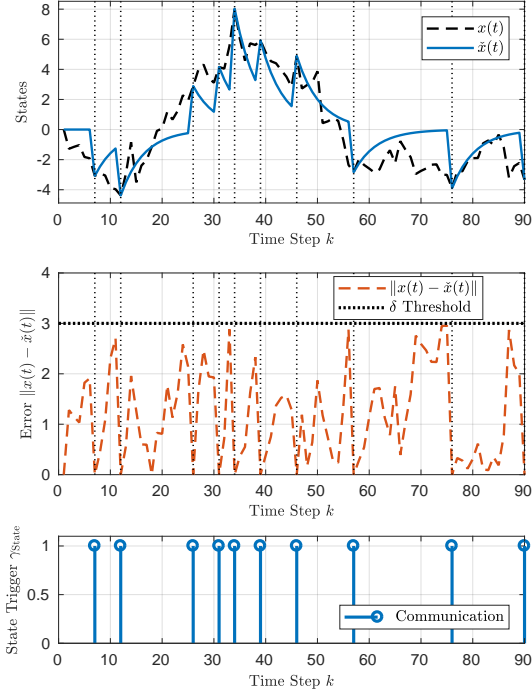 8
6
4
2
0
-2
-4
States
x(t)
x̌(t)
0 10 20 30 40 50 60 70 80 90
Time Step k
4
3
2
1
0
Error ‖x(t) − x̌(t)‖
‖x(t) − x̌(t)‖
δ Threshold
0 10 20 30 40 50 60 70 80 90
Time Step k
1
0.5
0
State Trigger γState
Communication
0 10 20 30 40 50 60 70 80 90
Time Step k